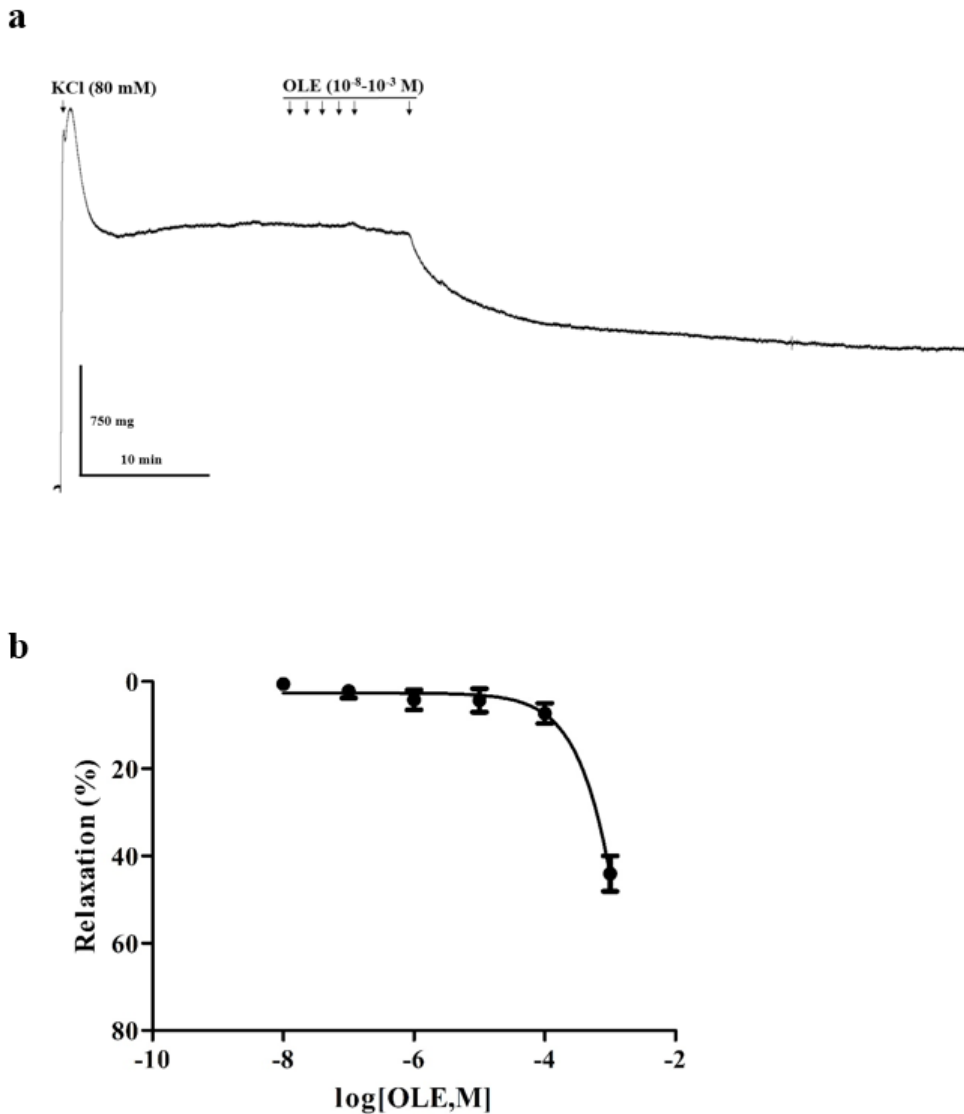 a
KCl (80 mM)
OLE (10⁻⁸-10⁻³ M)
750 mg
10 min
b
0
20
40
60
80
Relaxation (%)
-10
-8
-6
-4
-2
log[OLE,M]